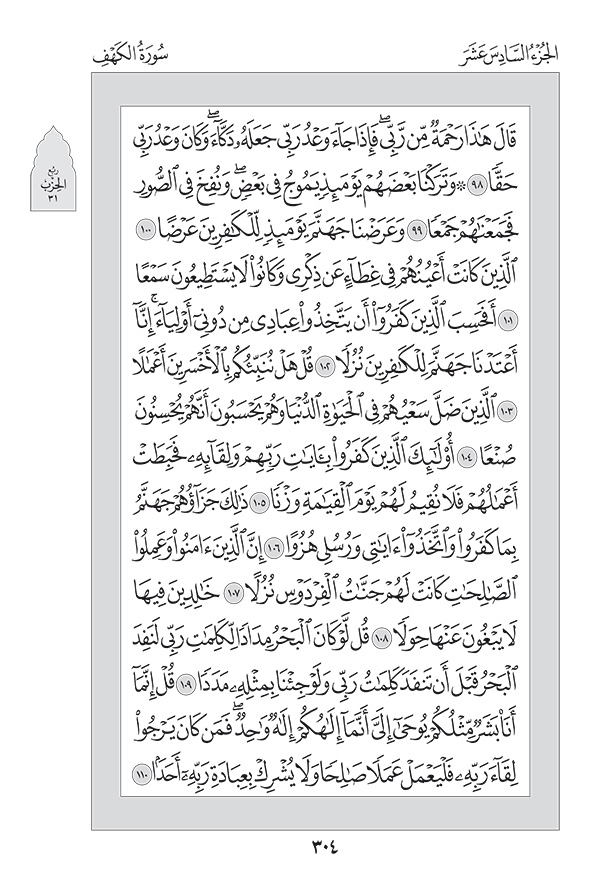 الجُزْءُ السَّادِسَ عَشَرَ
سُورَةُ الكَهْفِ
قَالَ هَٰذَا رَحْمَةٌ مِّن رَّبِّي ۖ فَإِذَا جَآءَ وَعْدُ رَبِّي جَعَلَهُۥ دَكَّآءَ ۖ وَكَانَ وَعْدُ رَبِّي
حَقًّا ٩٨ ۞ وَتَرَكْنَا بَعْضَهُمْ يَوْمَئِذٍ يَمُوجُ فِي بَعْضٍ ۖ وَنُفِخَ فِي ٱلصُّورِ
فَجَمَعْنَٰهُمْ جَمْعًا ٩٩ وَعَرَضْنَا جَهَنَّمَ يَوْمَئِذٍ لِّلْكَٰفِرِينَ عَرْضًا ١٠٠
ٱلَّذِينَ كَانَتْ أَعْيُنُهُمْ فِي غِطَآءٍ عَن ذِكْرِي وَكَانُوا۟ لَا يَسْتَطِيعُونَ سَمْعًا
١٠١ أَفَحَسِبَ ٱلَّذِينَ كَفَرُوٓا۟ أَن يَتَّخِذُوا۟ عِبَادِي مِن دُونِيٓ أَوْلِيَآءَ ۚ إِنَّآ
أَعْتَدْنَا جَهَنَّمَ لِلْكَٰفِرِينَ نُزُلًا ١٠٢ قُلْ هَلْ نُنَبِّئُكُم بِٱلْأَخْسَرِينَ أَعْمَٰلًا
١٠٣ ٱلَّذِينَ ضَلَّ سَعْيُهُمْ فِي ٱلْحَيَوٰةِ ٱلدُّنْيَا وَهُمْ يَحْسَبُونَ أَنَّهُمْ يُحْسِنُونَ
صُنْعًا ١٠٤ أُو۟لَٰٓئِكَ ٱلَّذِينَ كَفَرُوا۟ بِـَٔايَٰتِ رَبِّهِمْ وَلِقَآئِهِۦ فَحَبِطَتْ
أَعْمَٰلُهُمْ فَلَا نُقِيمُ لَهُمْ يَوْمَ ٱلْقِيَٰمَةِ وَزْنًا ١٠٥ ذَٰلِكَ جَزَآؤُهُمْ جَهَنَّمُ
بِمَا كَفَرُوا۟ وَٱتَّخَذُوٓا۟ ءَايَٰتِي وَرُسُلِي هُزُوًا ١٠٦ إِنَّ ٱلَّذِينَ ءَامَنُوا۟ وَعَمِلُوا۟
ٱلصَّٰلِحَٰتِ كَانَتْ لَهُمْ جَنَّٰتُ ٱلْفِرْدَوْسِ نُزُلًا ١٠٧ خَٰلِدِينَ فِيهَا
لَا يَبْغُونَ عَنْهَا حِوَلًا ١٠٨ قُل لَّوْ كَانَ ٱلْبَحْرُ مِدَادًا لِّكَلِمَٰتِ رَبِّي لَنَفِدَ
ٱلْبَحْرُ قَبْلَ أَن تَنفَدَ كَلِمَٰتُ رَبِّي وَلَوْ جِئْنَا بِمِثْلِهِۦ مَدَدًا ١٠٩ قُلْ إِنَّمَآ
أَنَا۠ بَشَرٌ مِّثْلُكُمْ يُوحَىٰٓ إِلَيَّ أَنَّمَآ إِلَٰهُكُمْ إِلَٰهٌ وَٰحِدٌ ۖ فَمَن كَانَ يَرْجُوا۟
لِقَآءَ رَبِّهِۦ فَلْيَعْمَلْ عَمَلًا صَٰلِحًا وَلَا يُشْرِكْ بِعِبَادَةِ رَبِّهِۦٓ أَحَدًۢا ١١٠
رُبْعُ
الحِزْبِ
٣١
٣٠٤